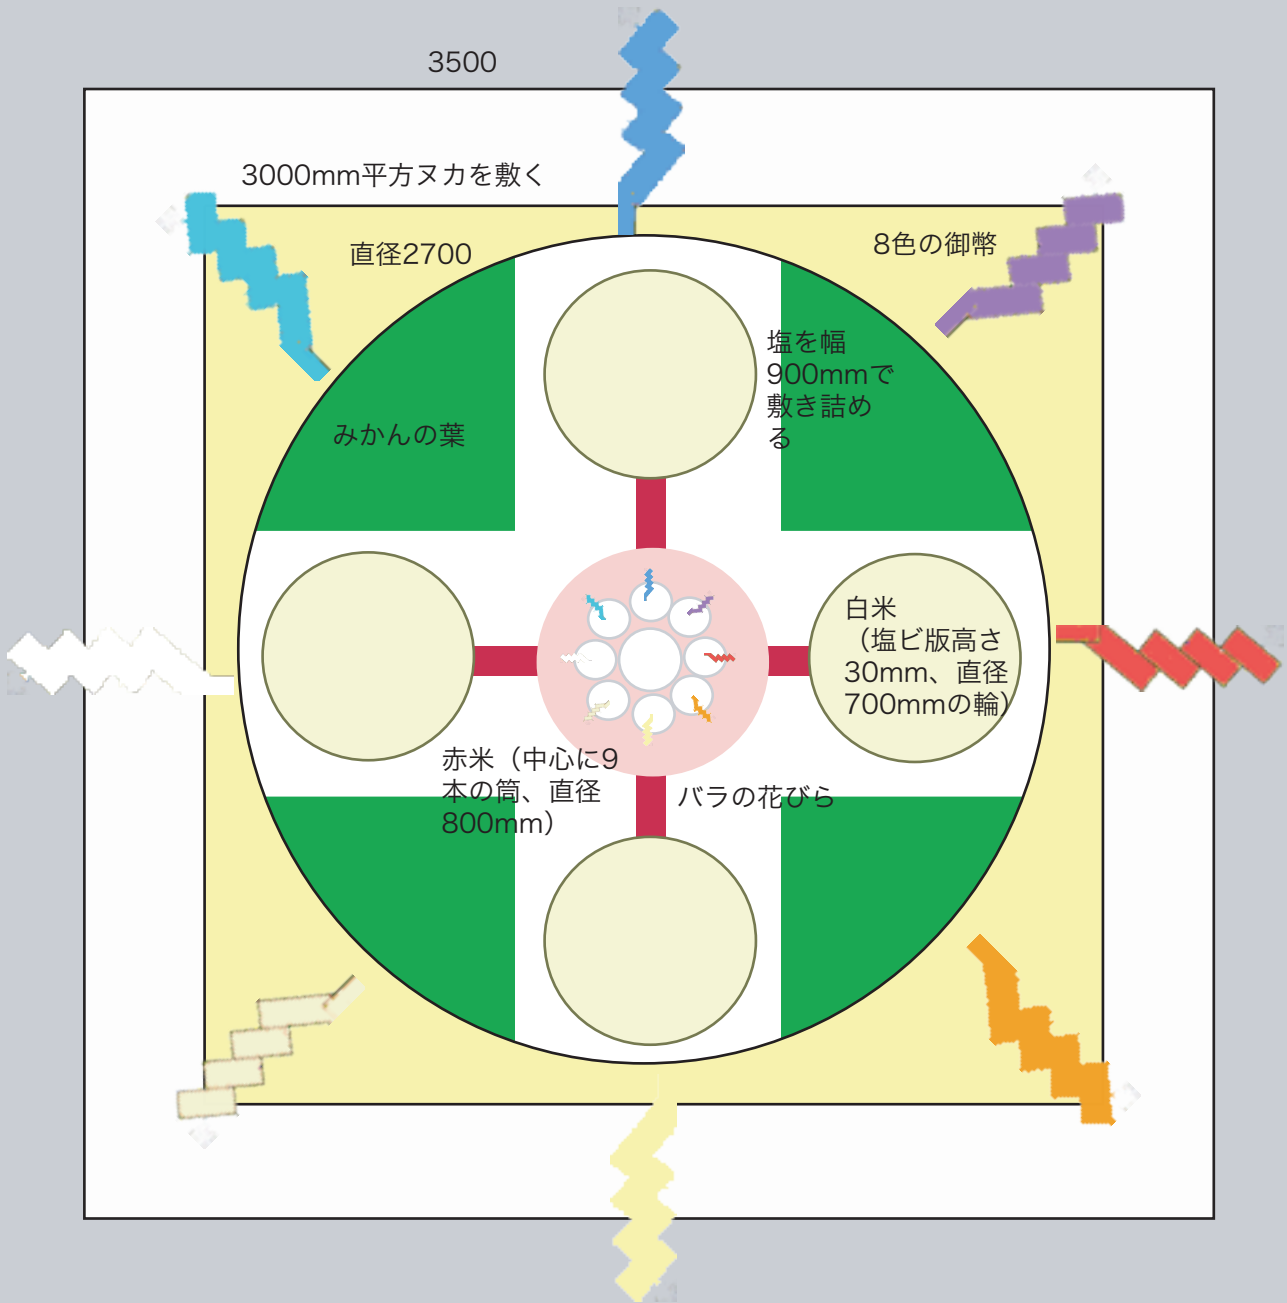 3500
3000mm平方ヌカを敷く
直径2700
8色の御幣
塩を幅
900mmで
敷き詰め
る
みかんの葉
白米
（塩ビ版高さ
30mm、直径
700mmの輪）
赤米（中心に9
本の筒、直径
800mm）
バラの花びら